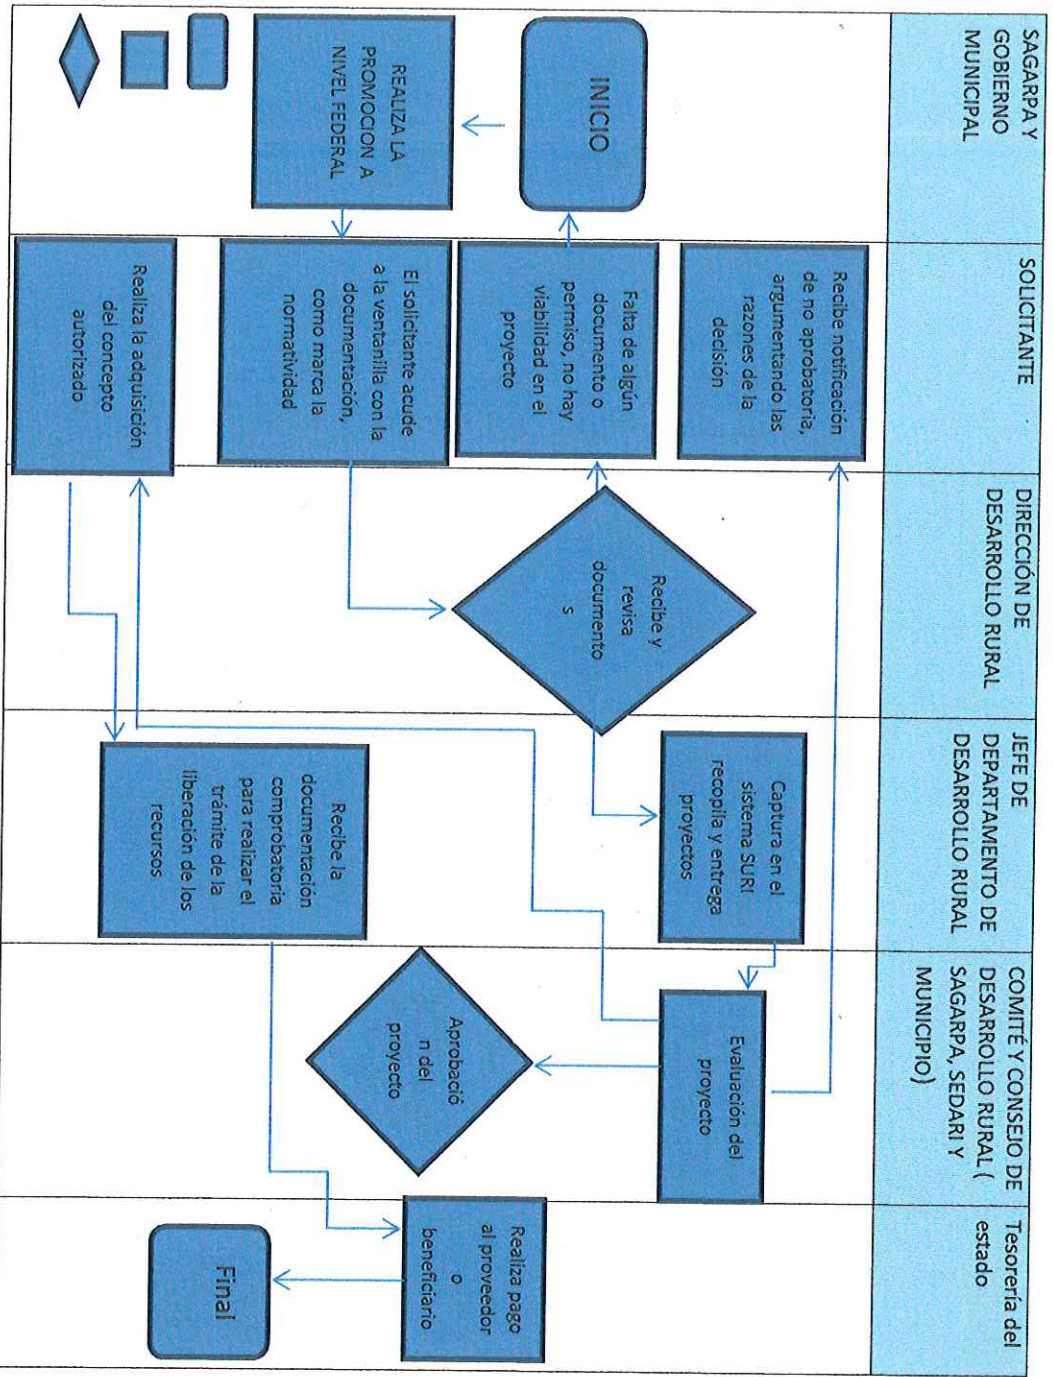 SAGARPA Y
GOBIERNO
MUNICIPAL
SOLICITANTE
DIRECCIÓN DE
DESARROLLO RURAL
JEFE DE
DEPARTAMENTO DE
DESARROLLO RURAL
COMITÉ Y CONSEJO DE
DESARROLLO RURAL (
SAGARPA, SEDARI Y
MUNICIPIO)
Tesorería del
estado
INICIO
REALIZA LA
PROMOCION A
NIVEL FEDERAL
Recibe notificación
de no aprobatoria,
argumentando las
razones de la
decisión
Falta de algún
documento o
permiso, no hay
viabilidad en el
proyecto
El solicitante acude
a la ventanilla con la
documentación,
como marca la
normatividad
Realiza la adquisición
del concepto
autorizado
Recibe y
revisa
documento
s
Captura en el
sistema SURI
recopila y entrega
proyectos
Recibe la
documentación
comprobatoria
para realizar el
trámite de la
liberación de los
recursos
Evaluación del
proyecto
Aprobació
n del
proyecto
Realiza pago
al proveedor
o
beneficiario
Final